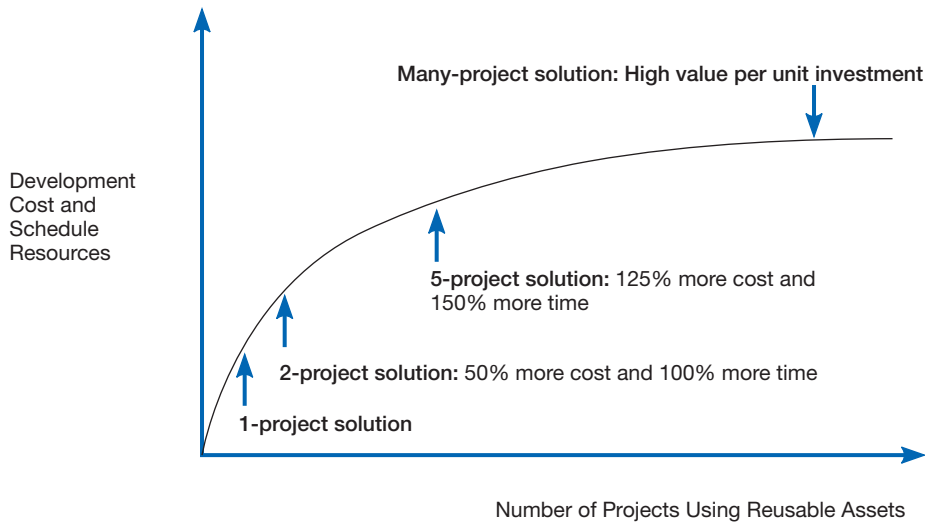 Many-project solution: High value per unit investment
Development
Cost and
Schedule
Resources
5-project solution: 125% more cost and
150% more time
2-project solution: 50% more cost and 100% more time
1-project solution
Number of Projects Using Reusable Assets